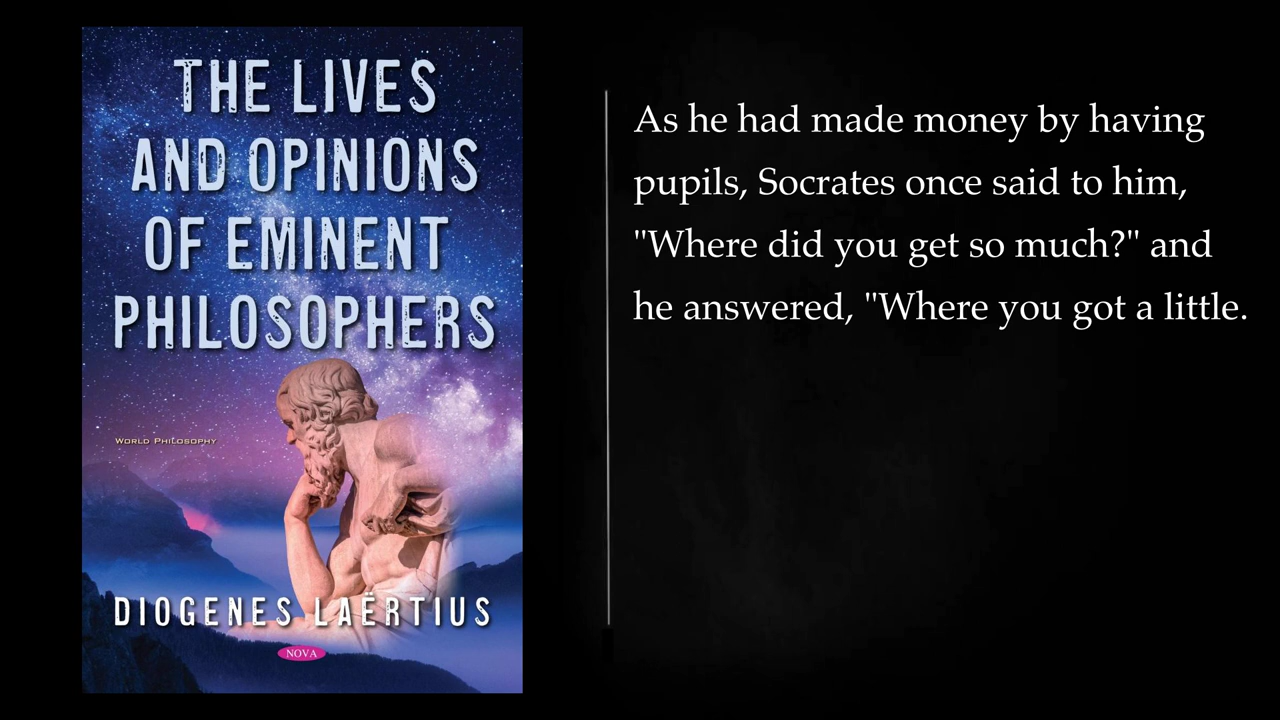 THE LIVES
AND OPINIONS
OF EMINENT
PHILOSOPHERS
WORLD PHILOSOPHY
DIOGENES LAËRTIUS
NOVA
As he had made money by having
pupils, Socrates once said to him,
"Where did you get so much?" and
he answered, "Where you got a little.